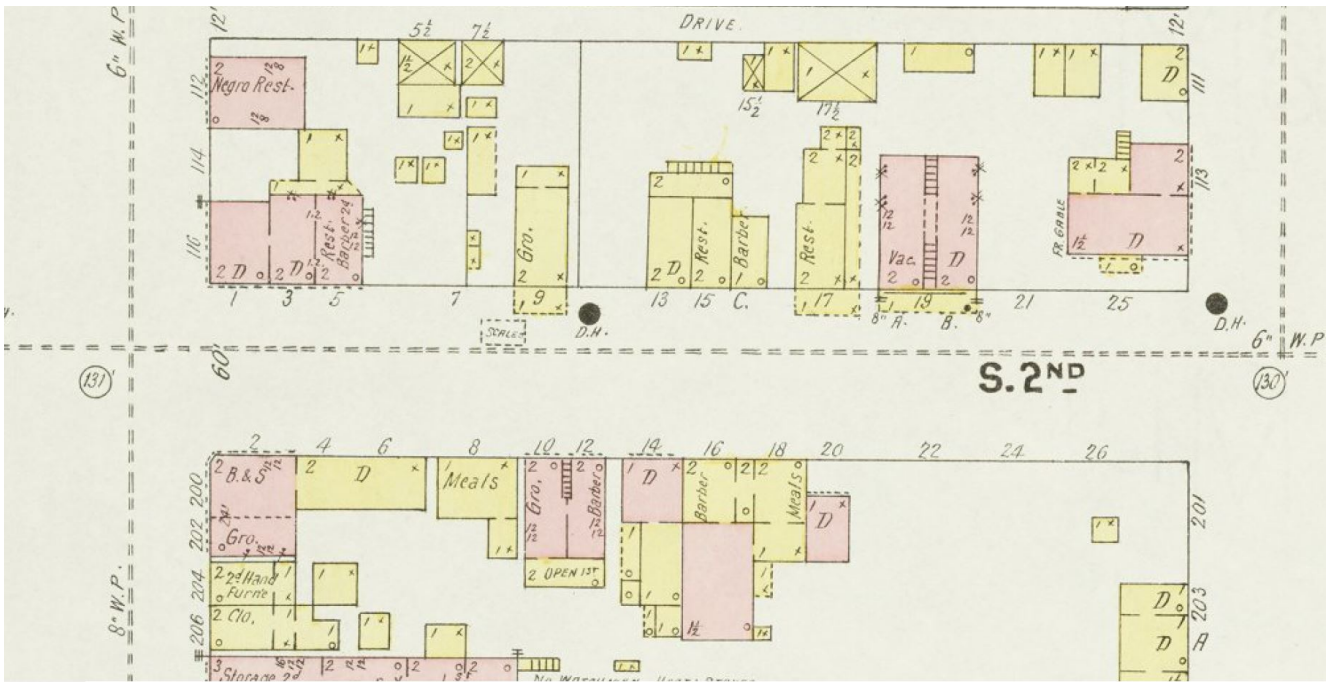 DRIVE.
12'
12'
6" W.P.
5½
7½
15½
17½
112
Negro Rest.
114
116
D
D
Rest.
Barber 2d
Gro.
D
Rest.
Barber
Rest.
Vac.
D
FR. GABLE
D
D
111
113
1
3
5
7
9
13
15
C.
17
19
21
25
8" A.
B. 8"
SCALES
D.H.
D.H.
6" W.P
60'
131'
S. 2ND
130'
2
4
6
8
10
12
14
16
18
20
22
24
26
200
B. & S.
D
Meals
Gro.
Barber
D
Barber
Meals
D
201
202
Gro.
OPEN 1ST
204
2d Hand
Furn'e
D
203
206
Clo.
D
A
8" W.P.
Storage 2d